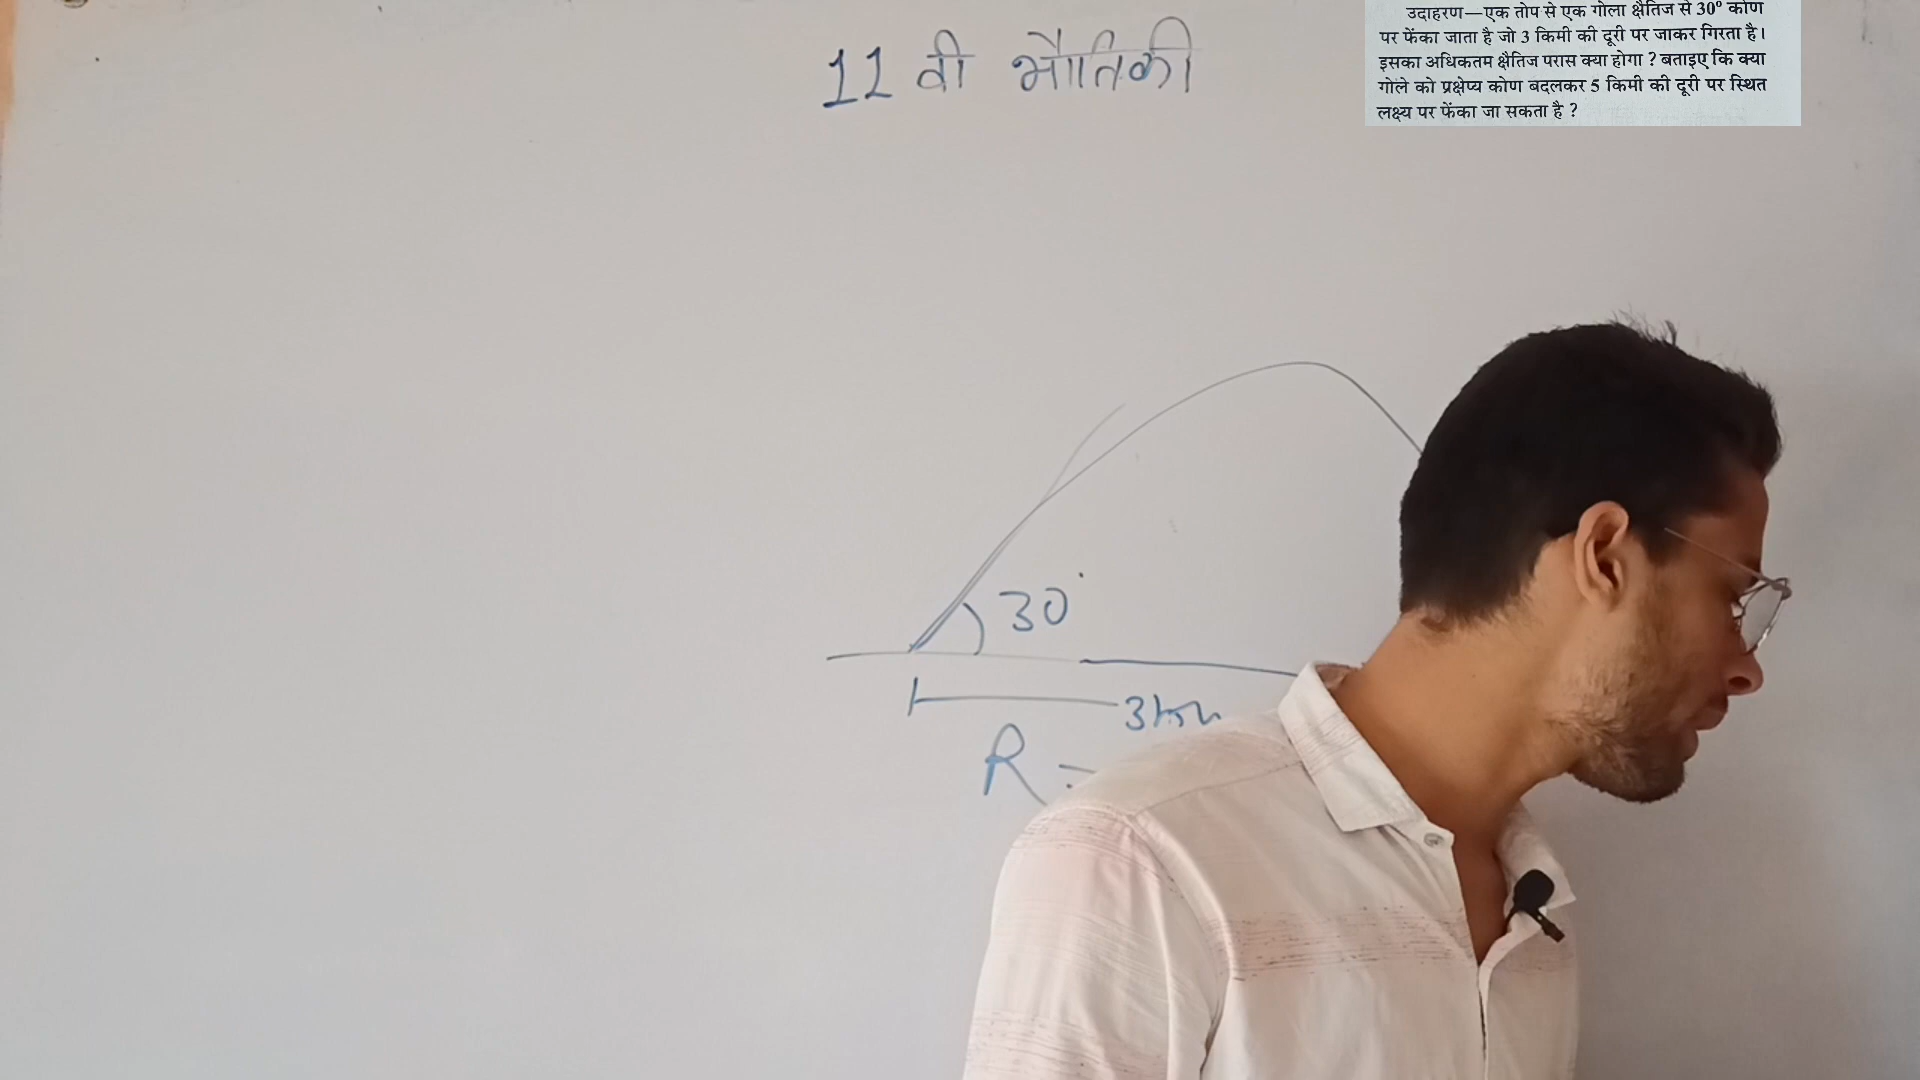 11 वी भौतिकी
उदाहरण—एक तोप से एक गोला क्षैतिज से 30° कोण
पर फेंका जाता है जो 3 किमी की दूरी पर जाकर गिरता है।
इसका अधिकतम क्षैतिज परास क्या होगा ? बताइए कि क्या
गोले को प्रक्षेप्य कोण बदलकर 5 किमी की दूरी पर स्थित
लक्ष्य पर फेंका जा सकता है ?
30°
3km
R =